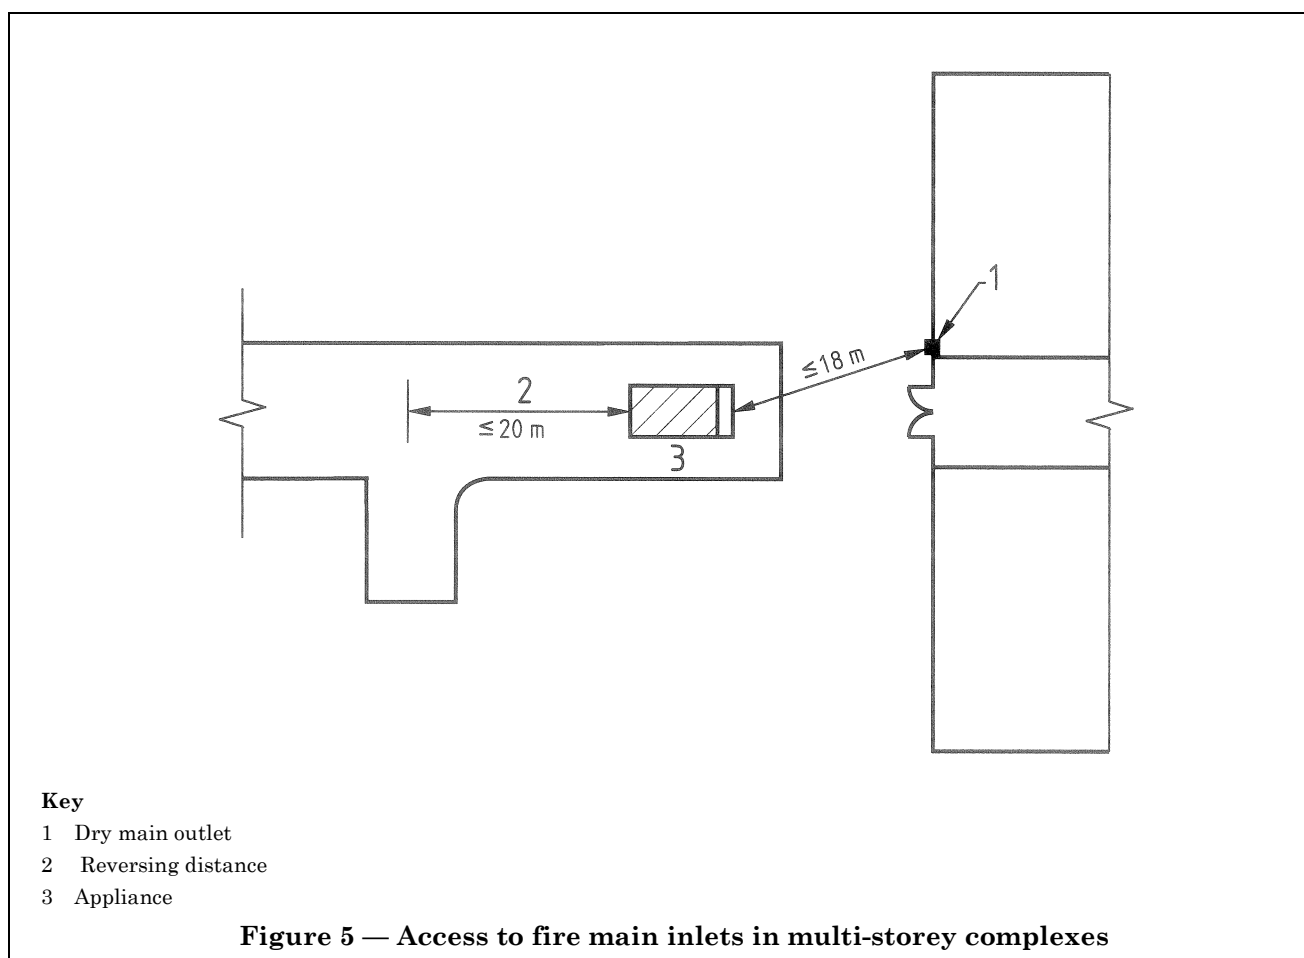 1
≤18 m
2
≤20 m
3
Key
1 Dry main outlet
2 Reversing distance
3 Appliance
Figure 5 — Access to fire main inlets in multi-storey complexes